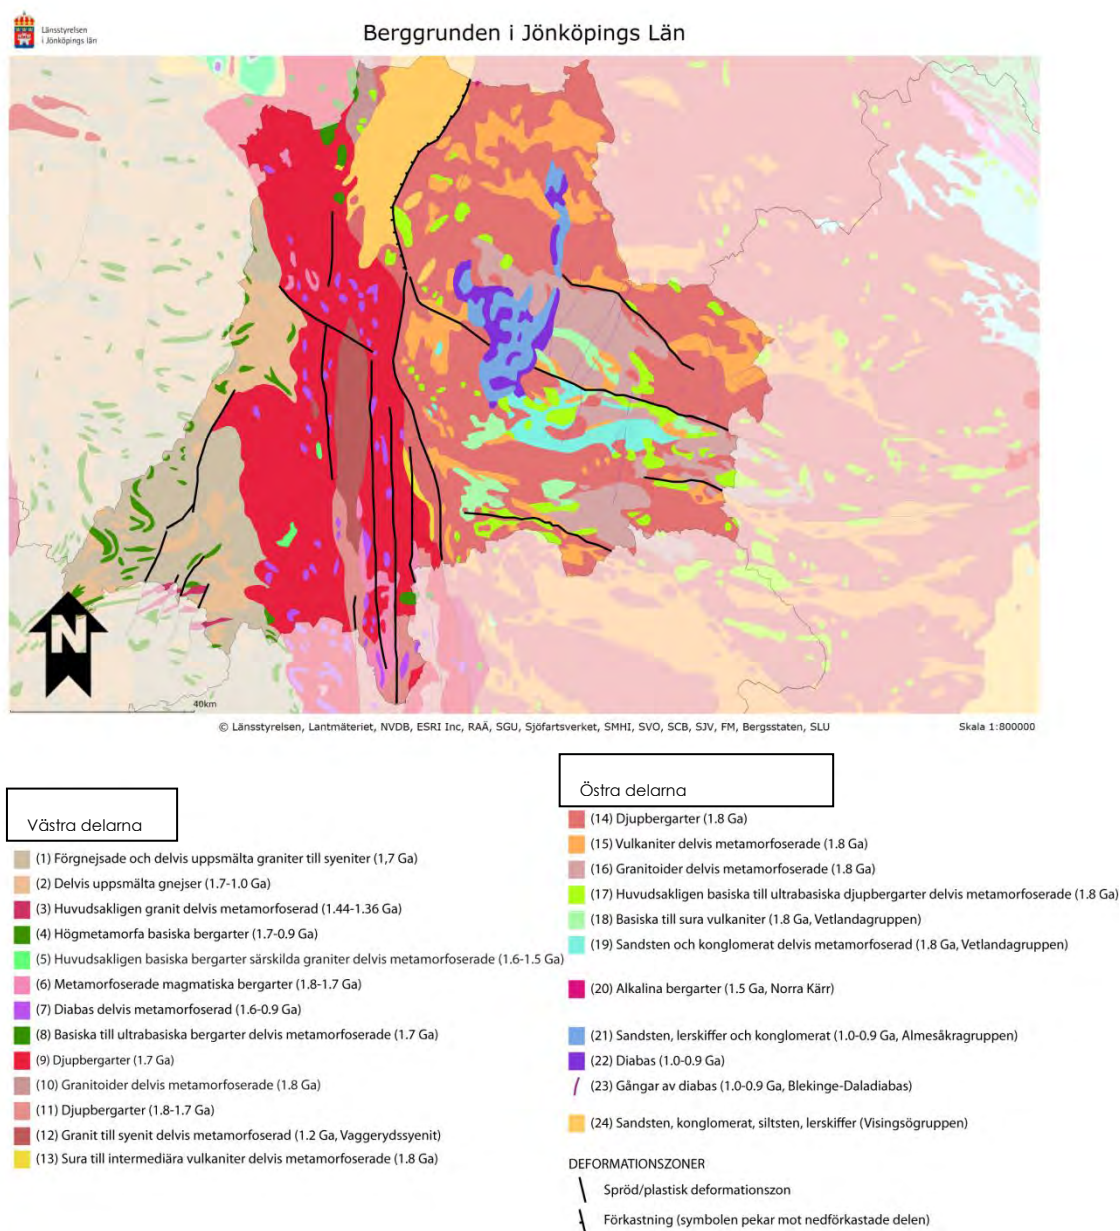 Länsstyrelsen
i Jönköpings län
Berggrunden i Jönköpings Län
N
40km
© Länsstyrelsen, Lantmäteriet, NVDB, ESRI Inc, RAÄ, SGU, Sjöfartsverket, SMHI, SVO, SCB, SJV, FM, Bergsstaten, SLU
Skala 1:800000
Västra delarna
(1) Förgnejsade och delvis uppsmälta graniter till syeniter (1,7 Ga)
(2) Delvis uppsmälta gnejser (1.7-1.0 Ga)
(3) Huvudsakligen granit delvis metamorfoserad (1.44-1.36 Ga)
(4) Högmetamorfa basiska bergarter (1.7-0.9 Ga)
(5) Huvudsakligen basiska bergarter särskilda graniter delvis metamorfoserade (1.6-1.5 Ga)
(6) Metamorfoserade magmatiska bergarter (1.8-1.7 Ga)
(7) Diabas delvis metamorfoserad (1.6-0.9 Ga)
(8) Basiska till ultrabasiska bergarter delvis metamorfoserade (1.7 Ga)
(9) Djupbergarter (1.7 Ga)
(10) Granitoider delvis metamorfoserade (1.8 Ga)
(11) Djupbergarter (1.8-1.7 Ga)
(12) Granit till syenit delvis metamorfoserad (1.2 Ga, Vaggerydssyenit)
(13) Sura till intermediära vulkaniter delvis metamorfoserade (1.8 Ga)
Östra delarna
(14) Djupbergarter (1.8 Ga)
(15) Vulkaniter delvis metamorfoserade (1.8 Ga)
(16) Granitoider delvis metamorfoserade (1.8 Ga)
(17) Huvudsakligen basiska till ultrabasiska djupbergarter delvis metamorfoserade (1.8 Ga)
(18) Basiska till sura vulkaniter (1.8 Ga, Vetlandagruppen)
(19) Sandsten och konglomerat delvis metamorfoserad (1.8 Ga, Vetlandagruppen)
(20) Alkalina bergarter (1.5 Ga, Norra Kärr)
(21) Sandsten, lerskiffer och konglomerat (1.0-0.9 Ga, Almesåkragruppen)
(22) Diabas (1.0-0.9 Ga)
(23) Gångar av diabas (1.0-0.9 Ga, Blekinge-Daladiabas)
(24) Sandsten, konglomerat, siltsten, lerskiffer (Visingsögruppen)
DEFORMATIONSZONER
Spröd/plastisk deformationszon
Förkastning (symbolen pekar mot nedförkastade delen)